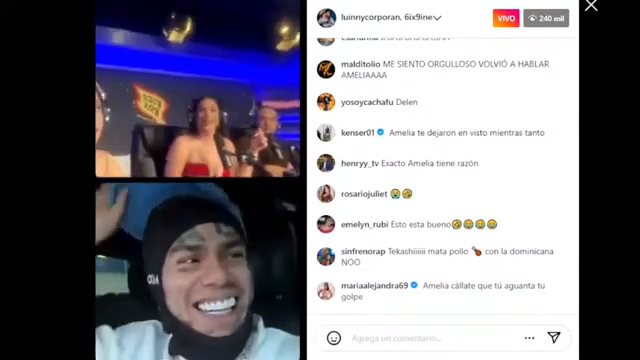 luinnycorporan, 6ix9ine
VIVO
240 mil
malditolio ME SIENTO ORGULLOSO VOLVIÓ A HABLAR
AMELIAAAA
yosoycachafu Delen
kenser01 Amelia te dejaron en visto mientras tanto
henryy_tv Exacto Amelia tiene razón
rosariojuliet 😭🤣
emelyn_rubi Esto esta bueno🤣😂😂😂
sinfrenorap Tekashiiiiii mata pollo 🍗 con la dominicana
NOO
mariaalejandra69 Amelia cállate que tú aguanta tu
golpe
Agrega un comentario...